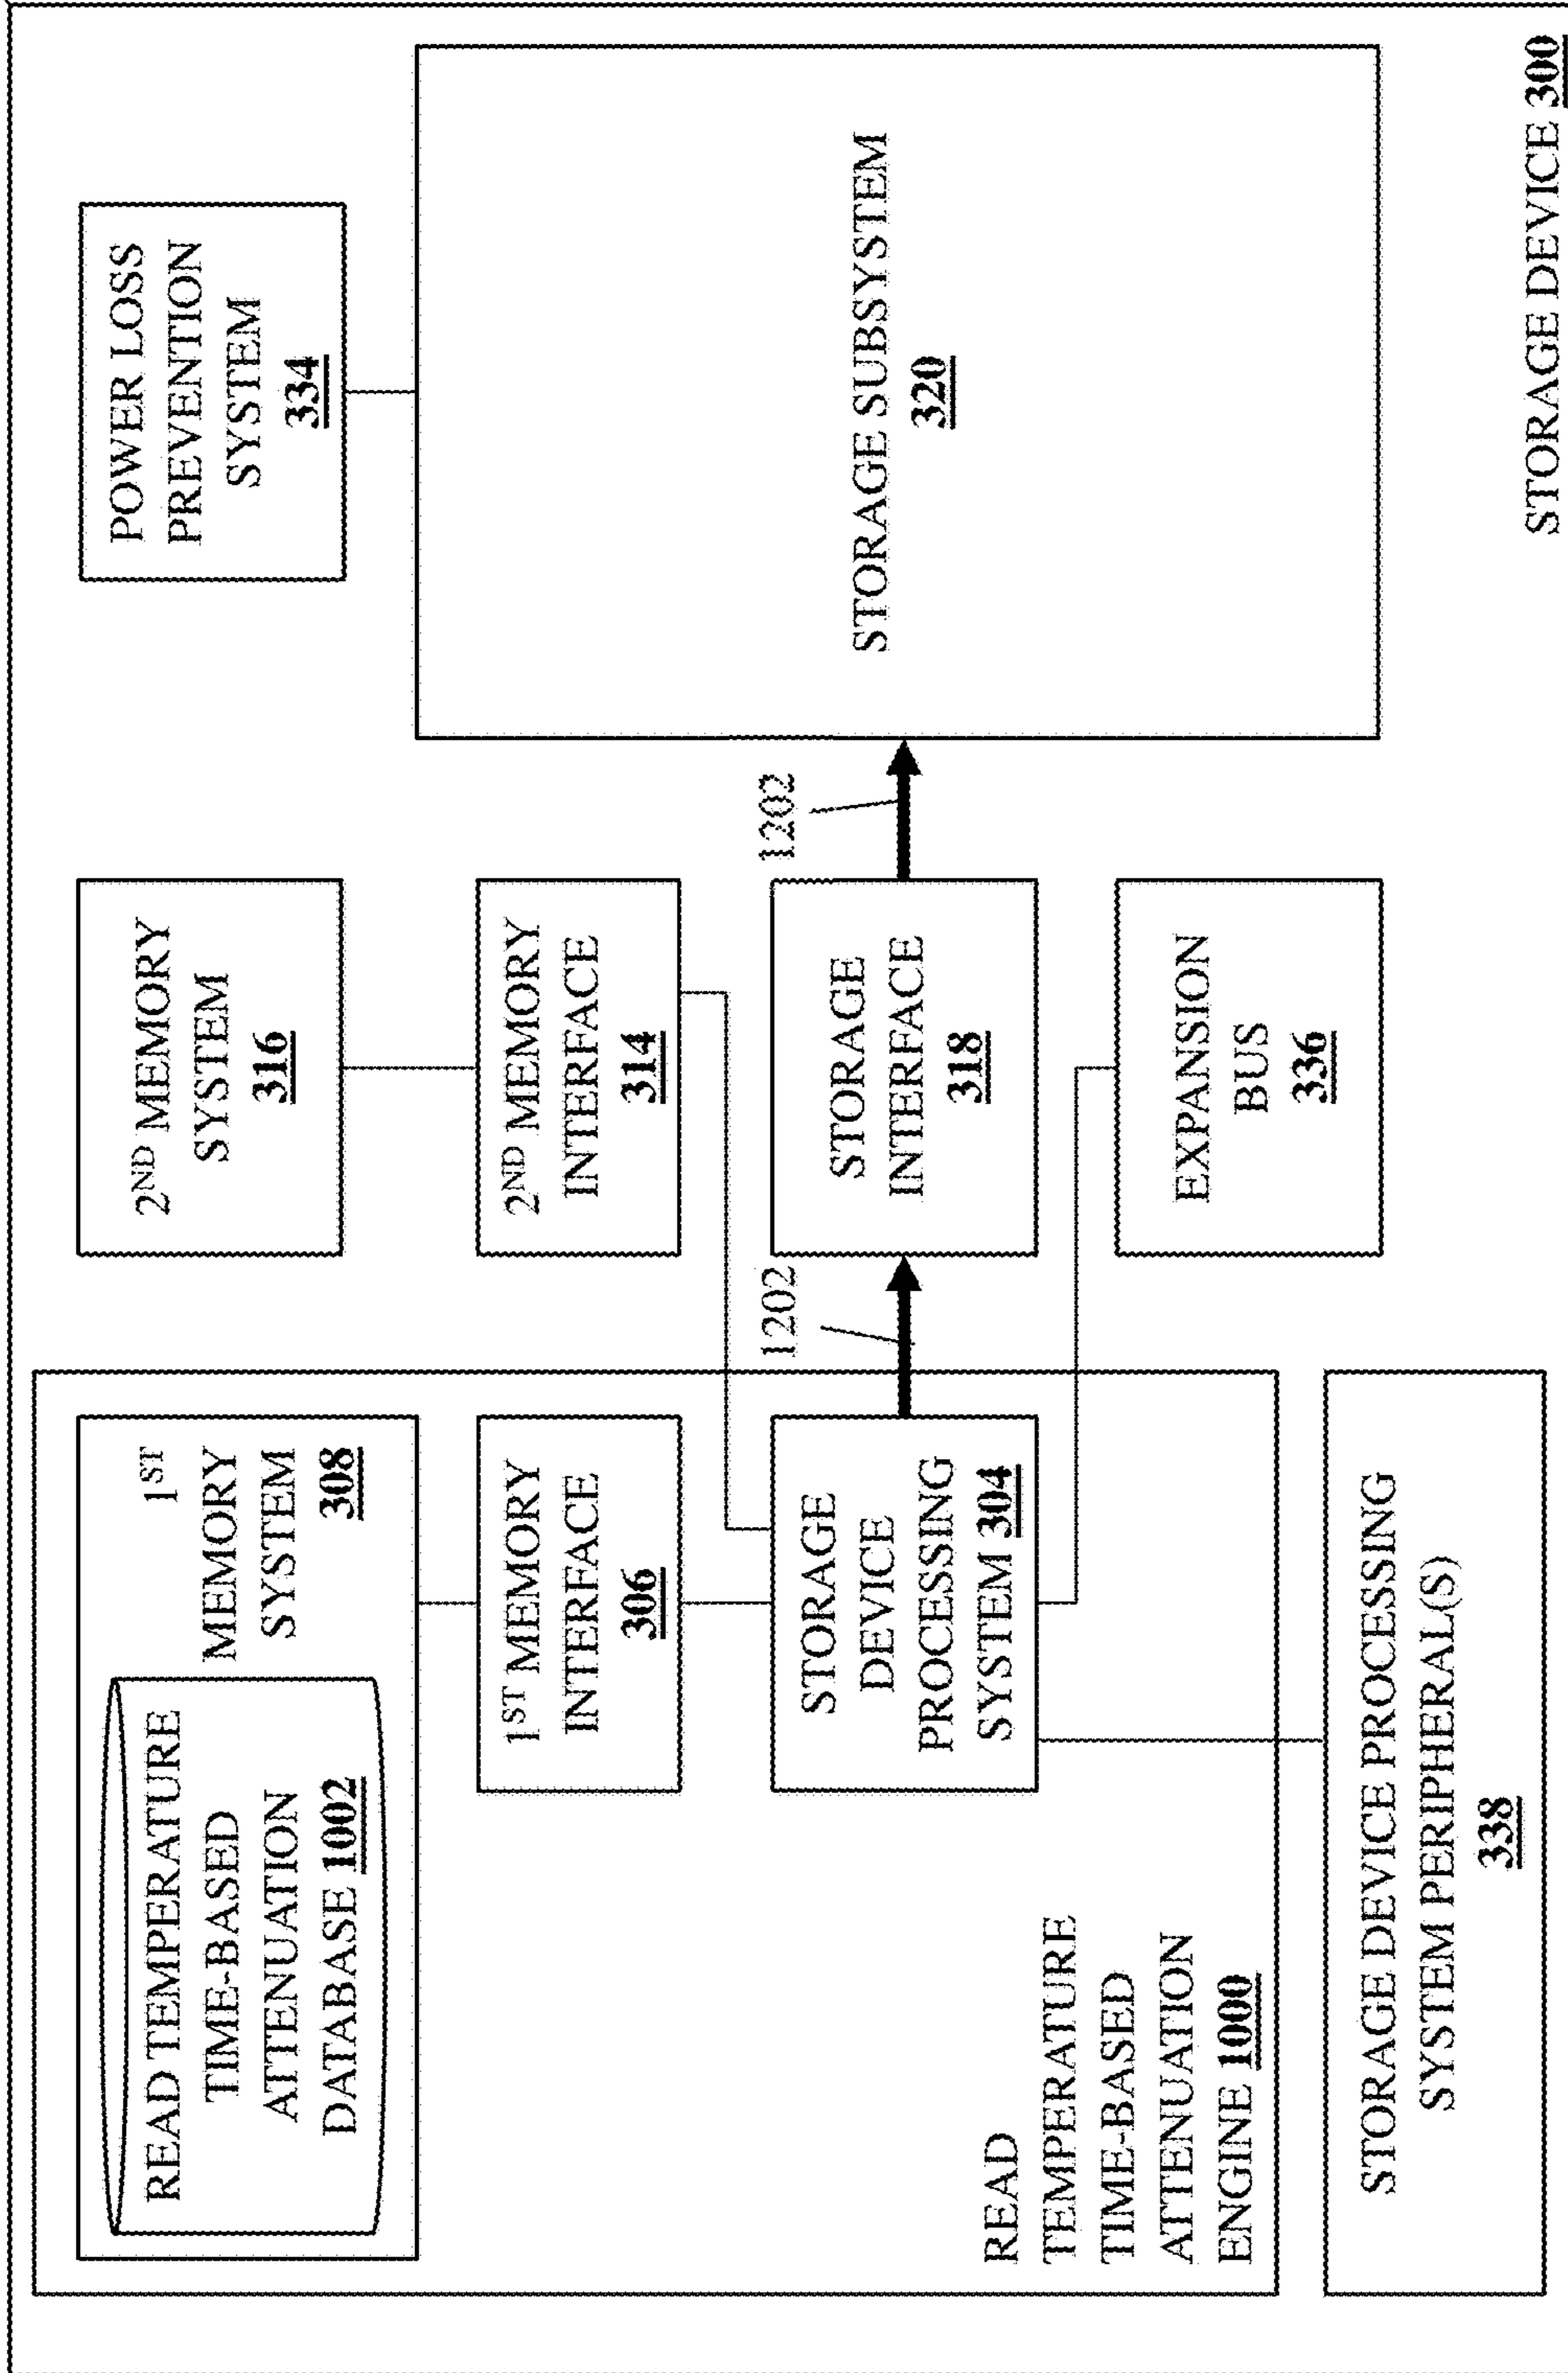 READ TEMPERATURE
TIME-BASED
ATTENUATION
DATABASE 1002
1ST
MEMORY
SYSTEM
308
2ND MEMORY
SYSTEM
316
POWER LOSS
PREVENTION
SYSTEM
334
1ST MEMORY
INTERFACE
306
2ND MEMORY
INTERFACE
314
STORAGE
DEVICE
PROCESSING
SYSTEM 304
1202
STORAGE
INTERFACE
318
1202
STORAGE SUBSYSTEM
320
READ
TEMPERATURE
TIME-BASED
ATTENUATION
ENGINE 1000
EXPANSION
BUS
336
STORAGE DEVICE PROCESSING
SYSTEM PERIPHERAL(S)
338
STORAGE DEVICE 300